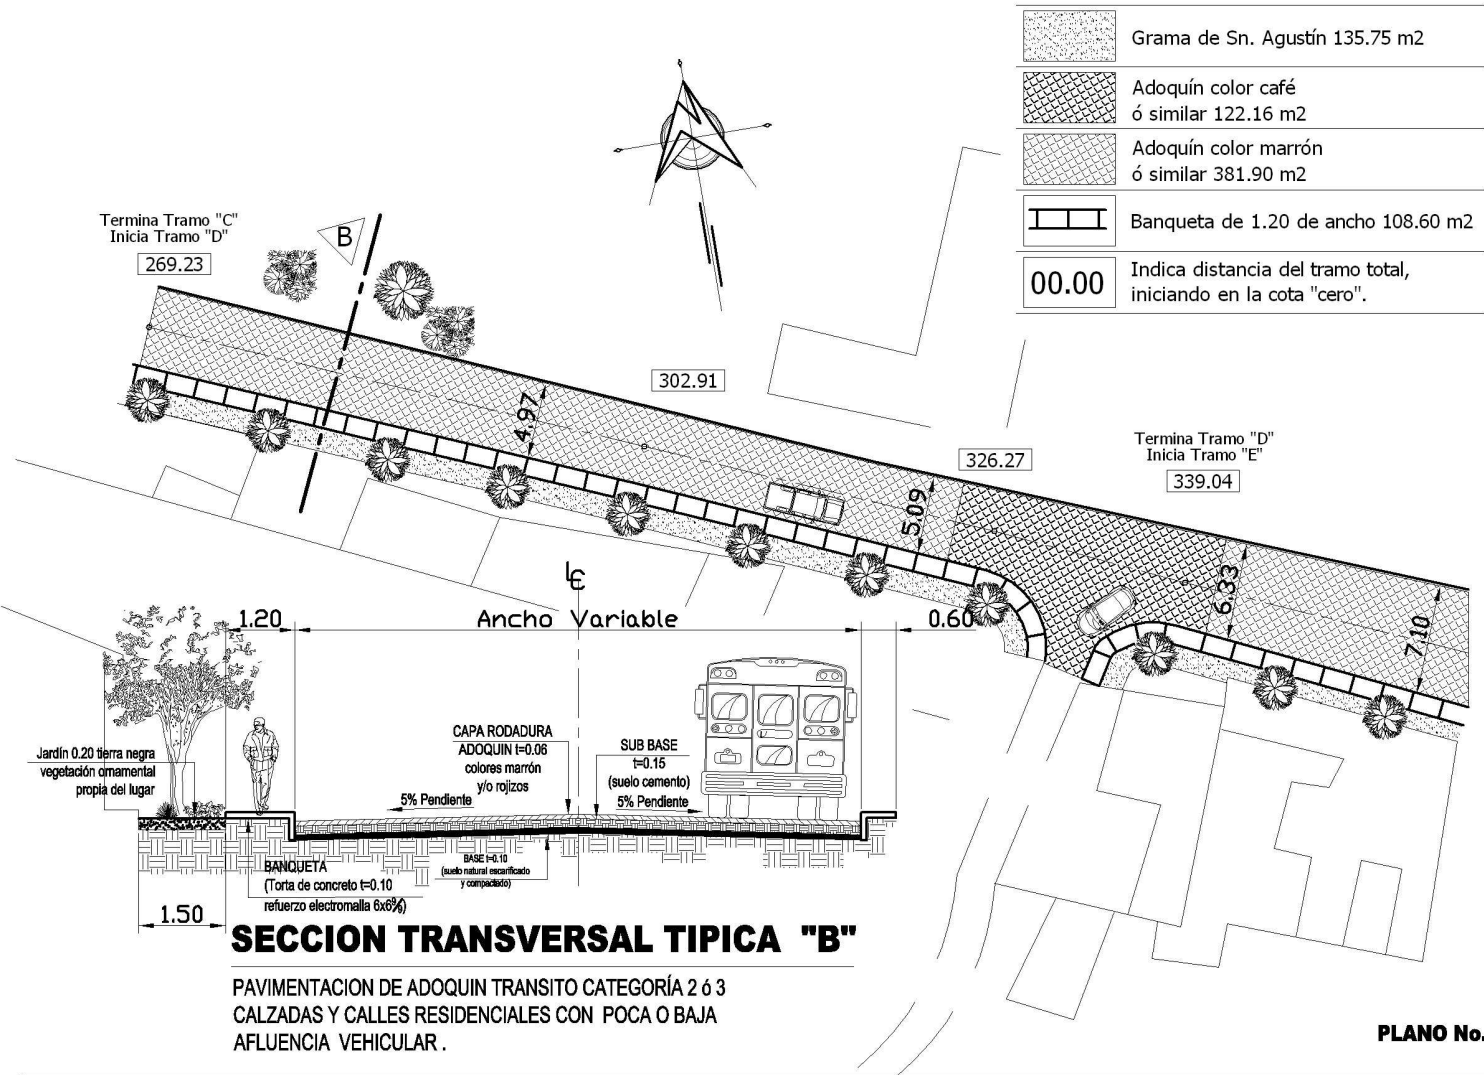 Grama de Sn. Agustín 135.75 m2
Adoquín color café
ó similar 122.16 m2
Adoquín color marrón
ó similar 381.90 m2
Banqueta de 1.20 de ancho 108.60 m2
00.00
Indica distancia del tramo total,
iniciando en la cota "cero".
Termina Tramo "C"
Inicia Tramo "D"
269.23
B
302.91
4.97
326.27
5.09
Termina Tramo "D"
Inicia Tramo "E"
339.04
6.33
7.10
1.20
Ancho Variable
0.60
Jardín 0.20 tierra negra
vegetación ornamental
propia del lugar
CAPA RODADURA
ADOQUIN t=0.06
colores marrón
y/o rojizos
SUB BASE
t=0.15
(suelo cemento)
5% Pendiente
5% Pendiente
BANQUETA
(Torta de concreto t=0.10
refuerzo electromalla 6x6
BASE t=0.10
(suelo natural escarificado
y compactado)
1.50
SECCION TRANSVERSAL TIPICA "B"
PAVIMENTACION DE ADOQUIN TRANSITO CATEGORÍA 2 ó 3
CALZADAS Y CALLES RESIDENCIALES CON POCA O BAJA
AFLUENCIA VEHICULAR .
PLANO No.